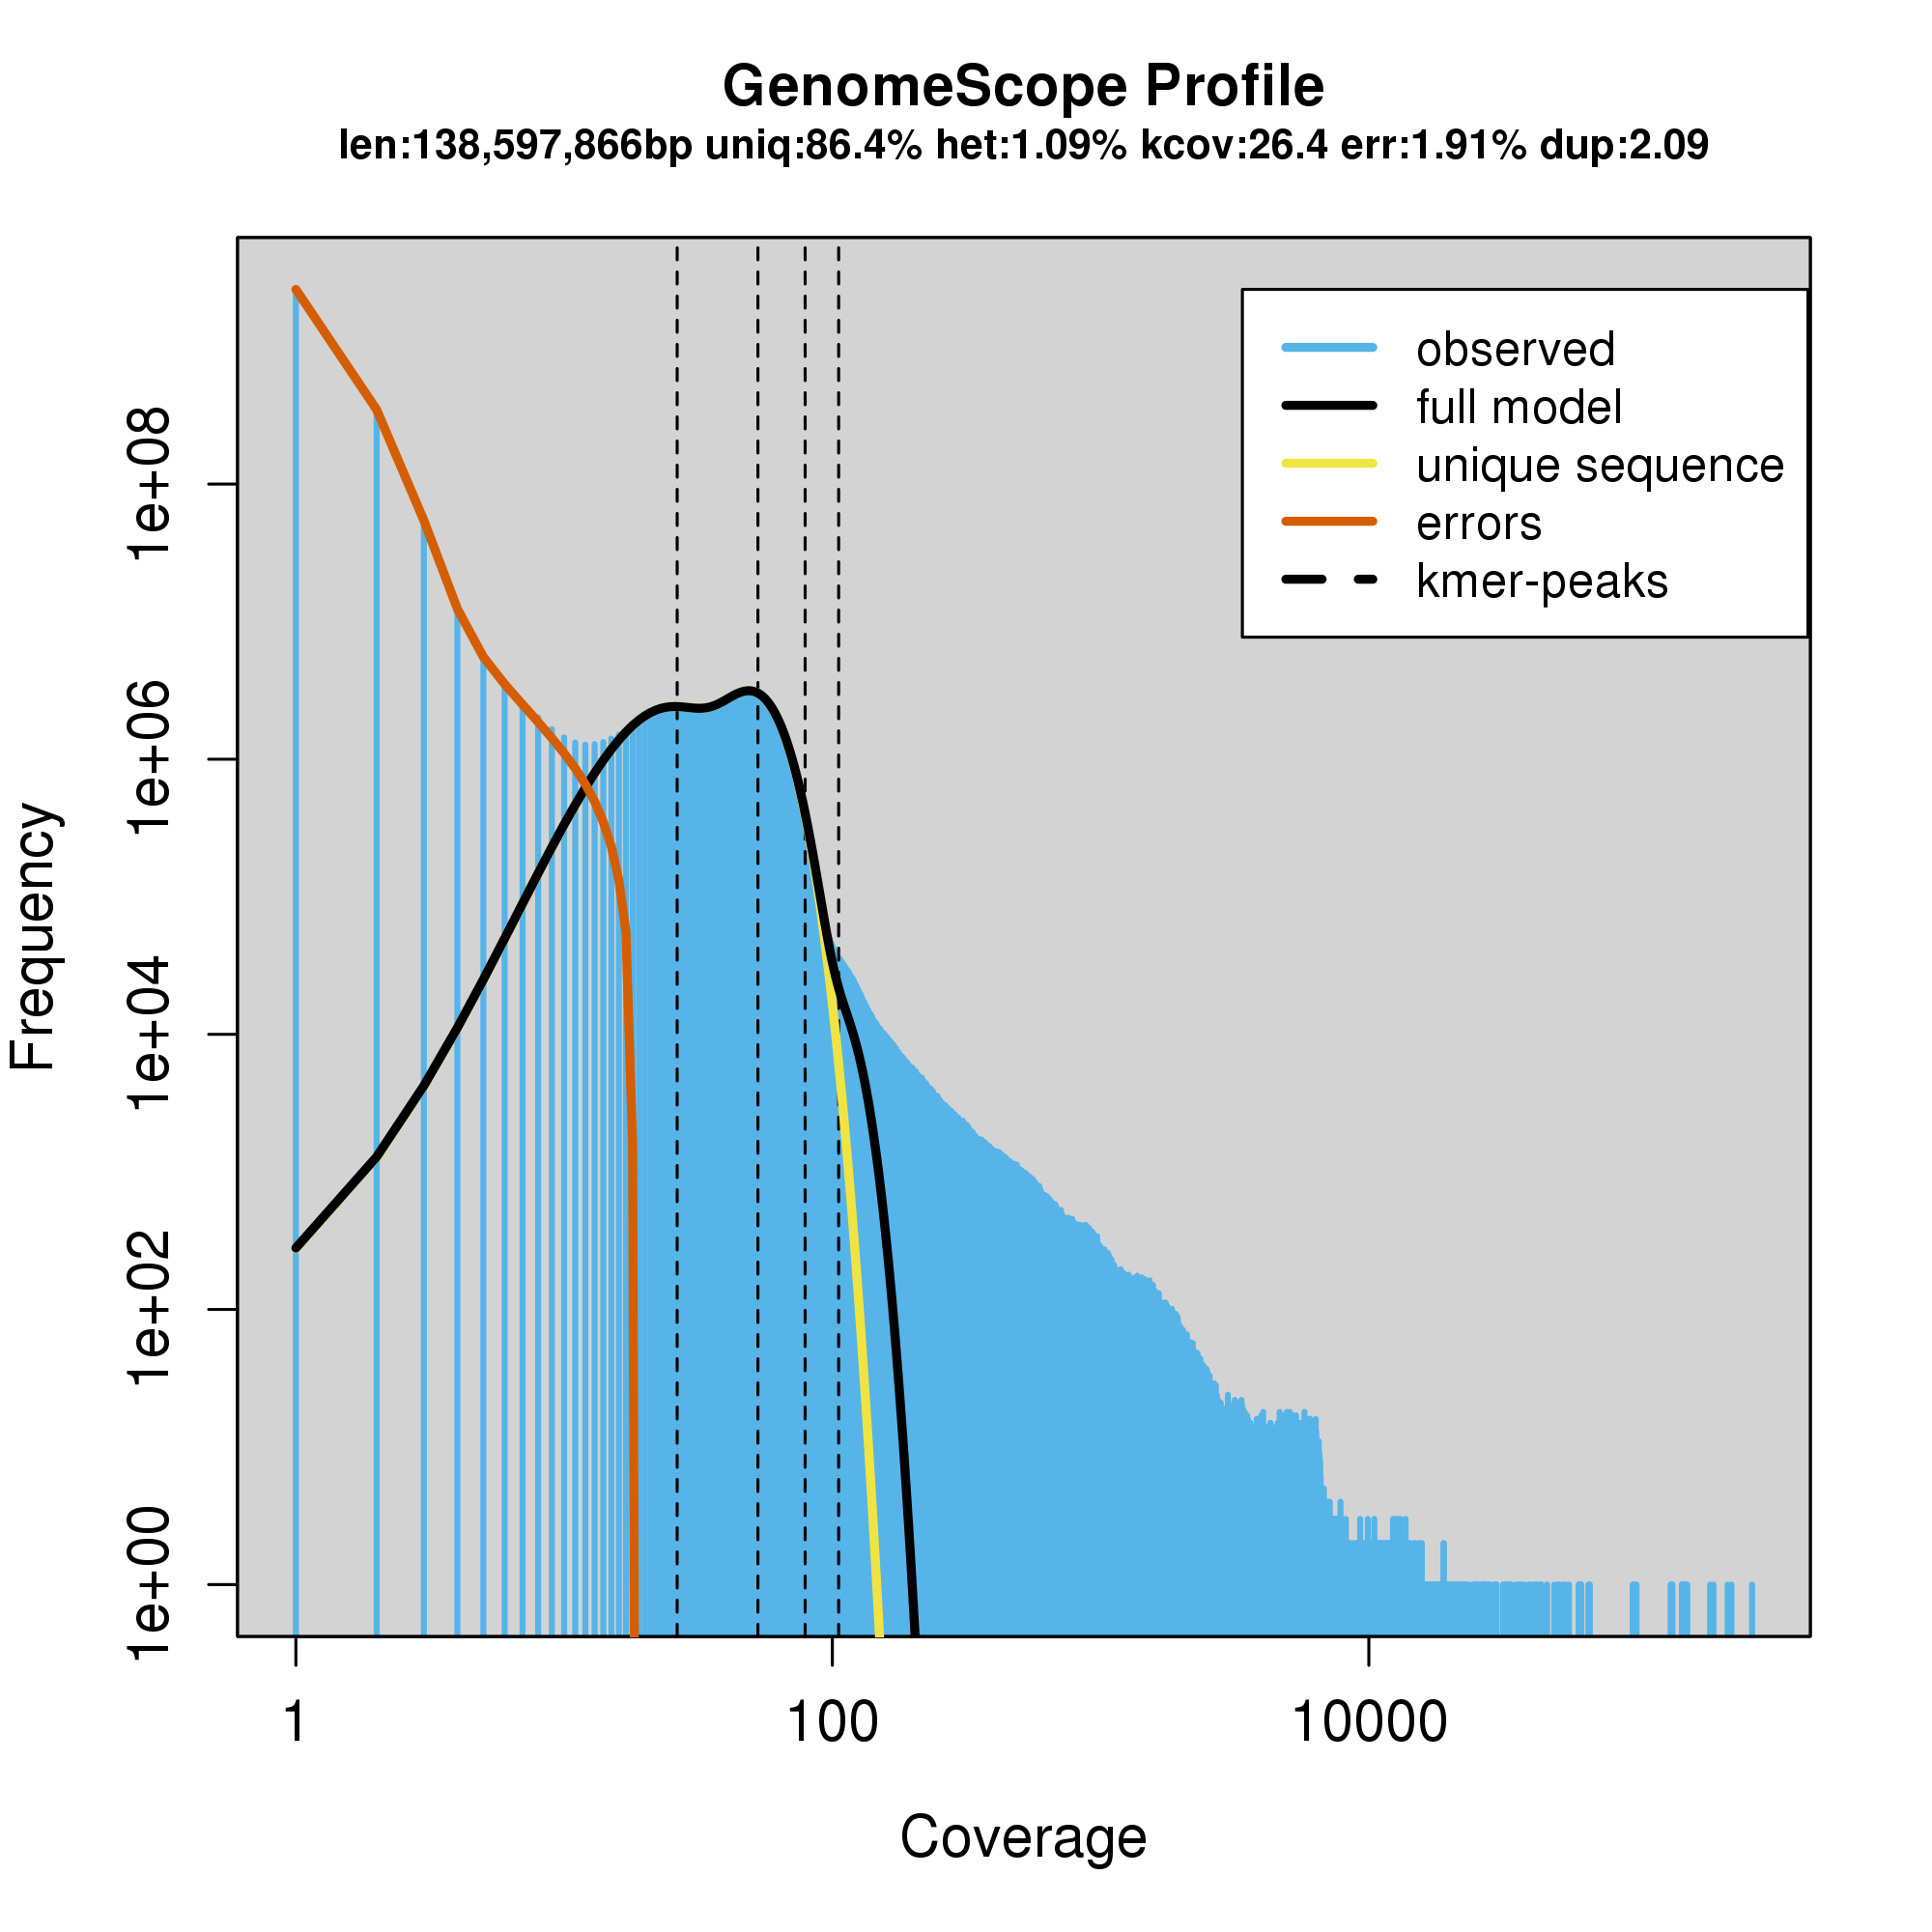 GenomeScope Profile
len:138,597,866bp uniq:86.4% het:1.09% kcov:26.4 err:1.91% dup:2.09
observed
full model
unique sequence
errors
kmer-peaks
Frequency
1e+08
1e+06
1e+04
1e+02
1e+00
1
100
10000
Coverage